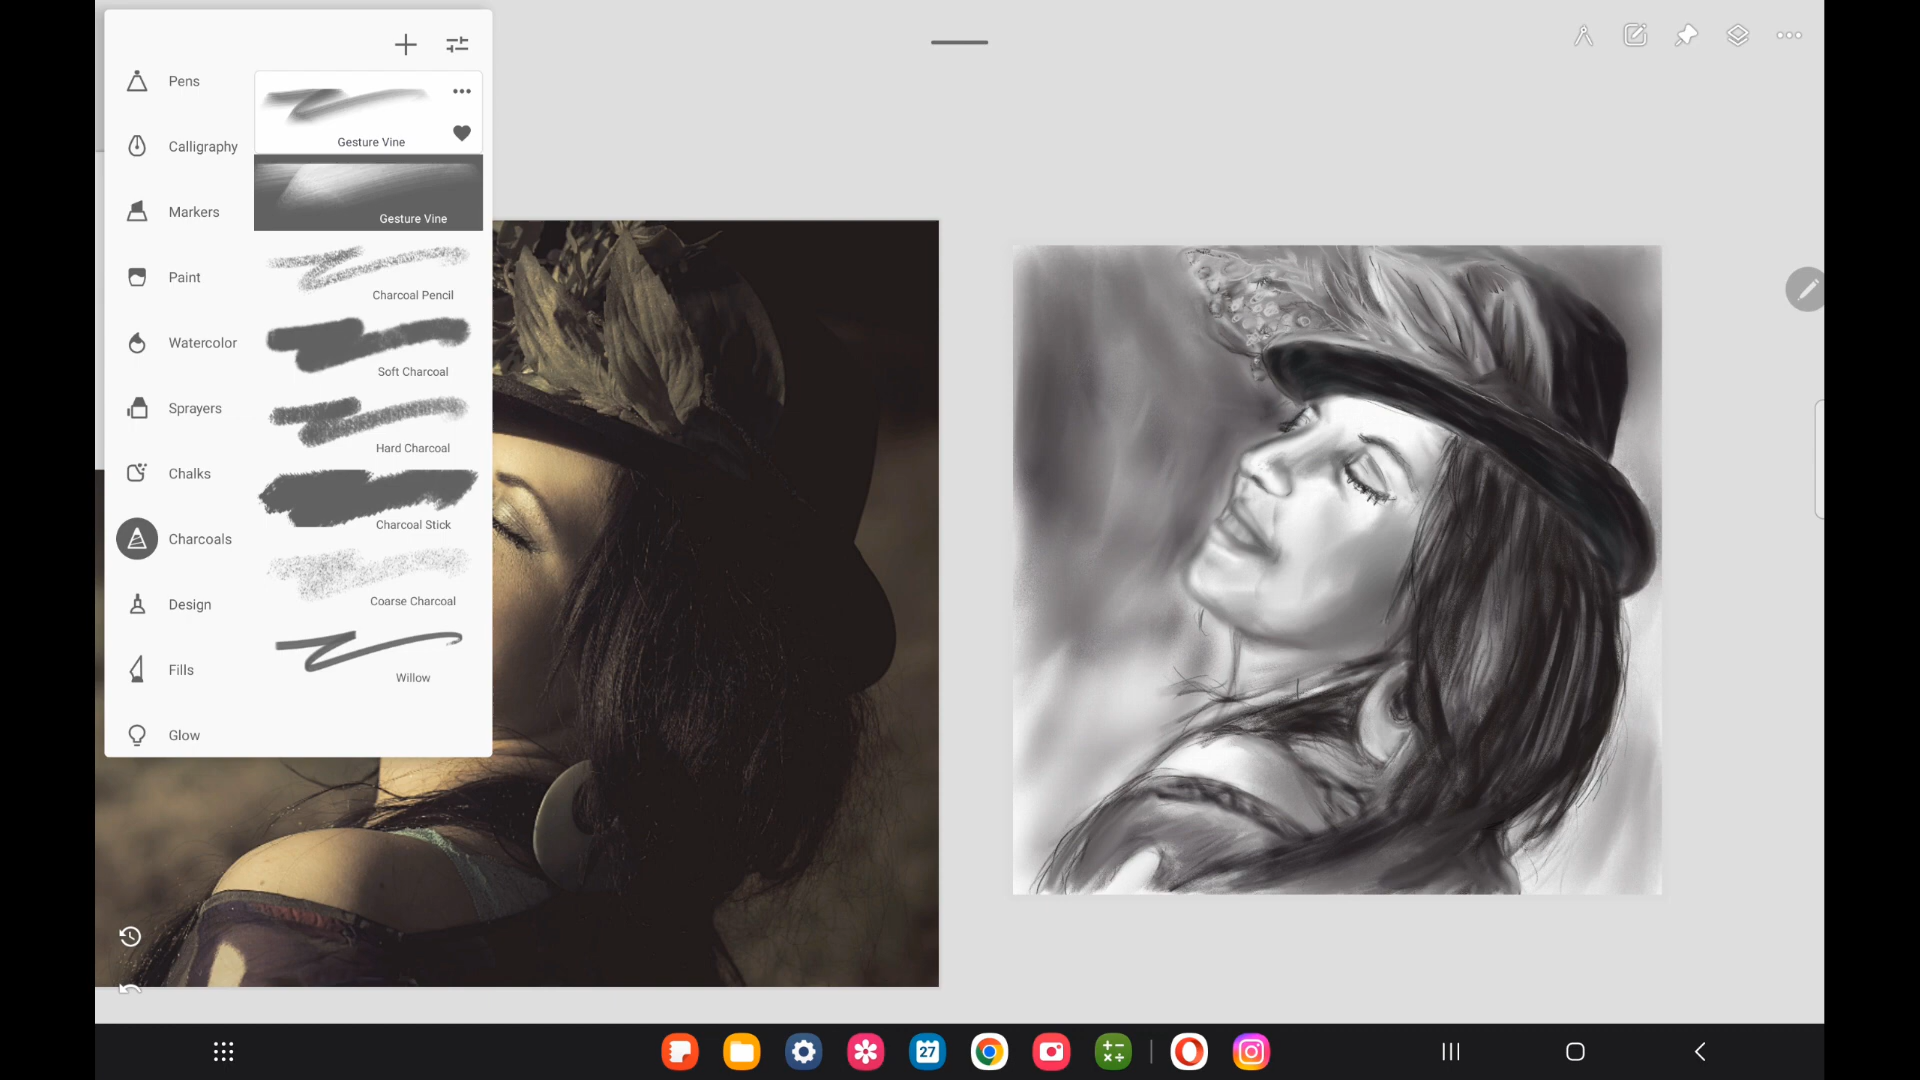 Pens
Calligraphy
Markers
Paint
Watercolor
Sprayers
Chalks
Charcoals
Design
Fills
Glow
Gesture Vine
Gesture Vine
Charcoal Pencil
Soft Charcoal
Hard Charcoal
Charcoal Stick
Coarse Charcoal
Willow
27